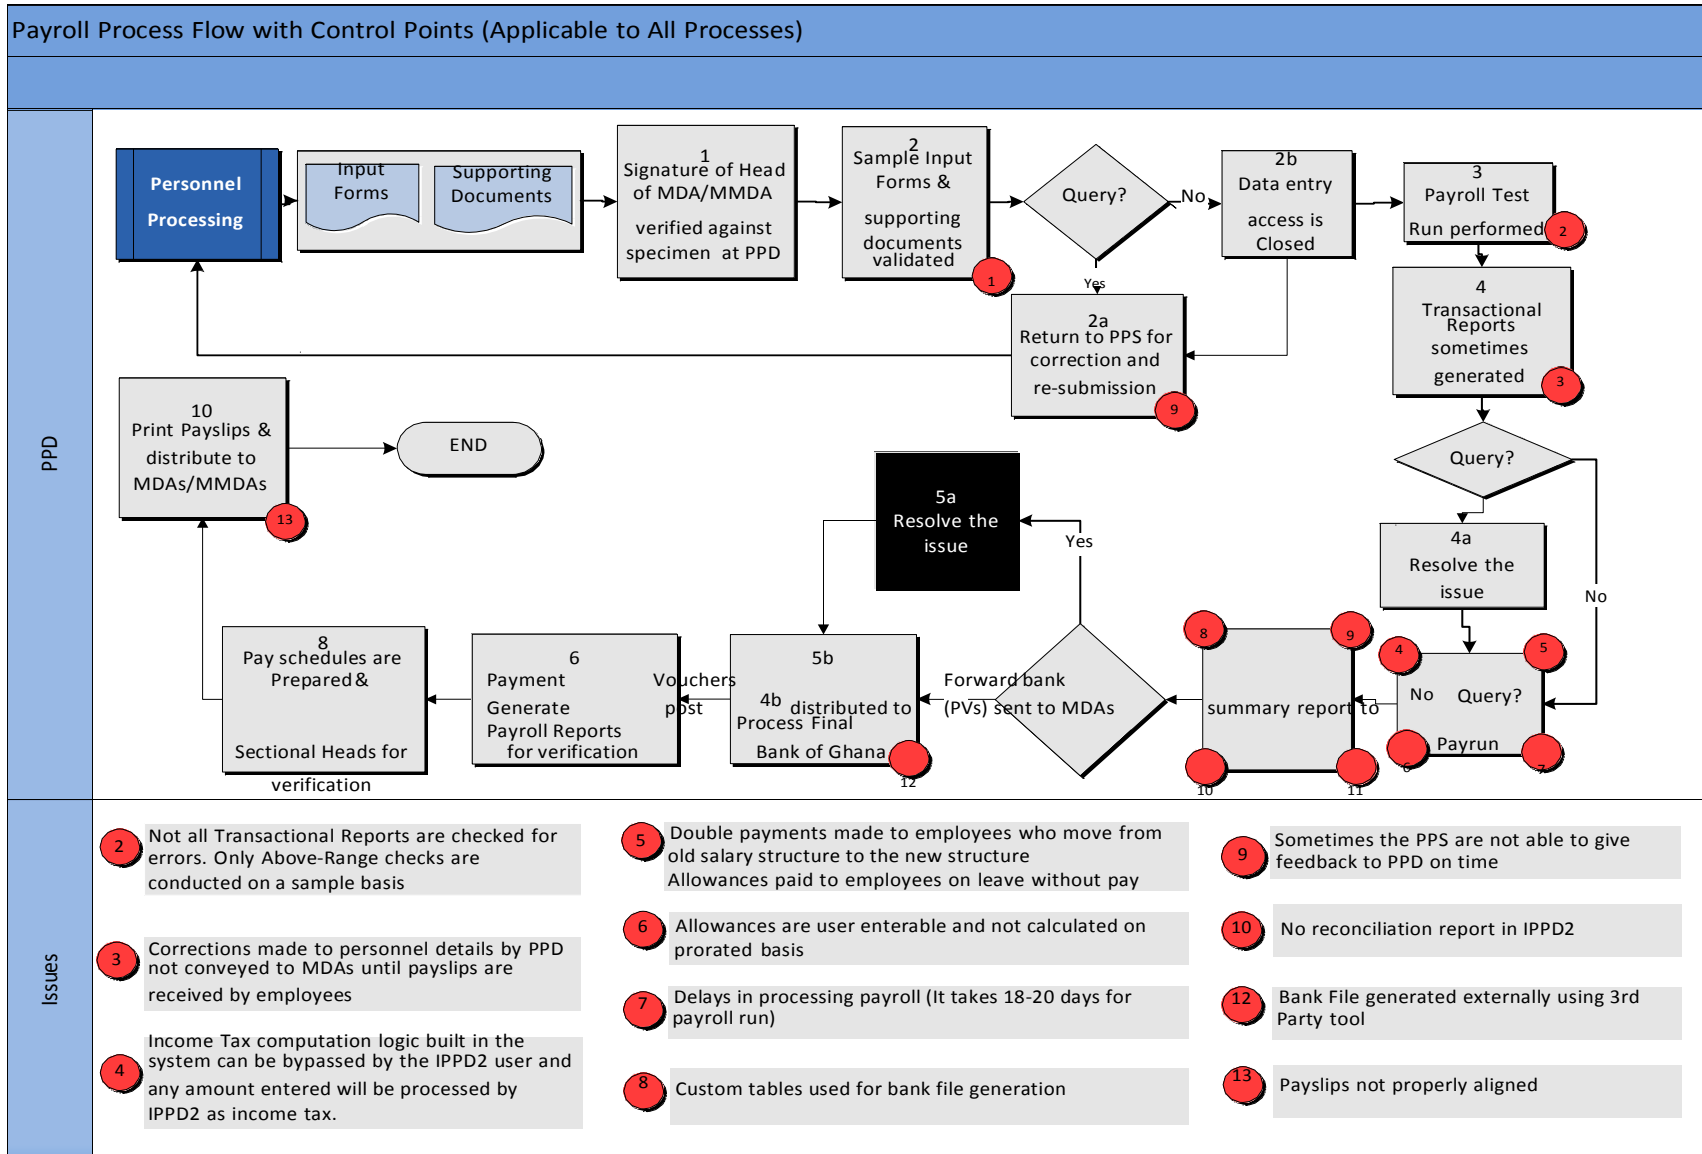 Payroll Process Flow with Control Points (Applicable to All Processes)
PPD
Personnel
Processing
Input
Forms
Supporting
Documents
1
Signature of Head
of MDA/MMDA
verified against
specimen at PPD
2
Sample Input
Forms &
supporting
documents
validated
1
Query?
No
Yes
2b
Data entry
access is
Closed
3
Payroll Test
Run performed
2
2a
Return to PPS for
correction and
re-submission
9
4
Transactional
Reports
sometimes
generated
3
Query?
No
4a
Resolve the
issue
10
Print Payslips &
distribute to
MDAs/MMDAs
13
END
5a
Resolve the
issue
Yes
8
Pay schedules are
Prepared &
Sectional Heads for
verification
6
Payment
Generate
Payroll Reports
for verification
Vouchers
post
5b
4b distributed to
Process Final
Bank of Ghana
12
Forward bank
(PVs) sent to MDAs
8
9
summary report to
10
11
4
5
No Query?
Payrun
6
7
Issues
2
Not all Transactional Reports are checked for
errors. Only Above-Range checks are
conducted on a sample basis
3
Corrections made to personnel details by PPD
not conveyed to MDAs until payslips are
received by employees
4
Income Tax computation logic built in the
system can be bypassed by the IPPD2 user and
any amount entered will be processed by
IPPD2 as income tax.
5
Double payments made to employees who move from
old salary structure to the new structure
Allowances paid to employees on leave without pay
6
Allowances are user enterable and not calculated on
prorated basis
7
Delays in processing payroll (It takes 18-20 days for
payroll run)
8
Custom tables used for bank file generation
9
Sometimes the PPS are not able to give
feedback to PPD on time
10
No reconciliation report in IPPD2
12
Bank File generated externally using 3rd
Party tool
13
Payslips not properly aligned